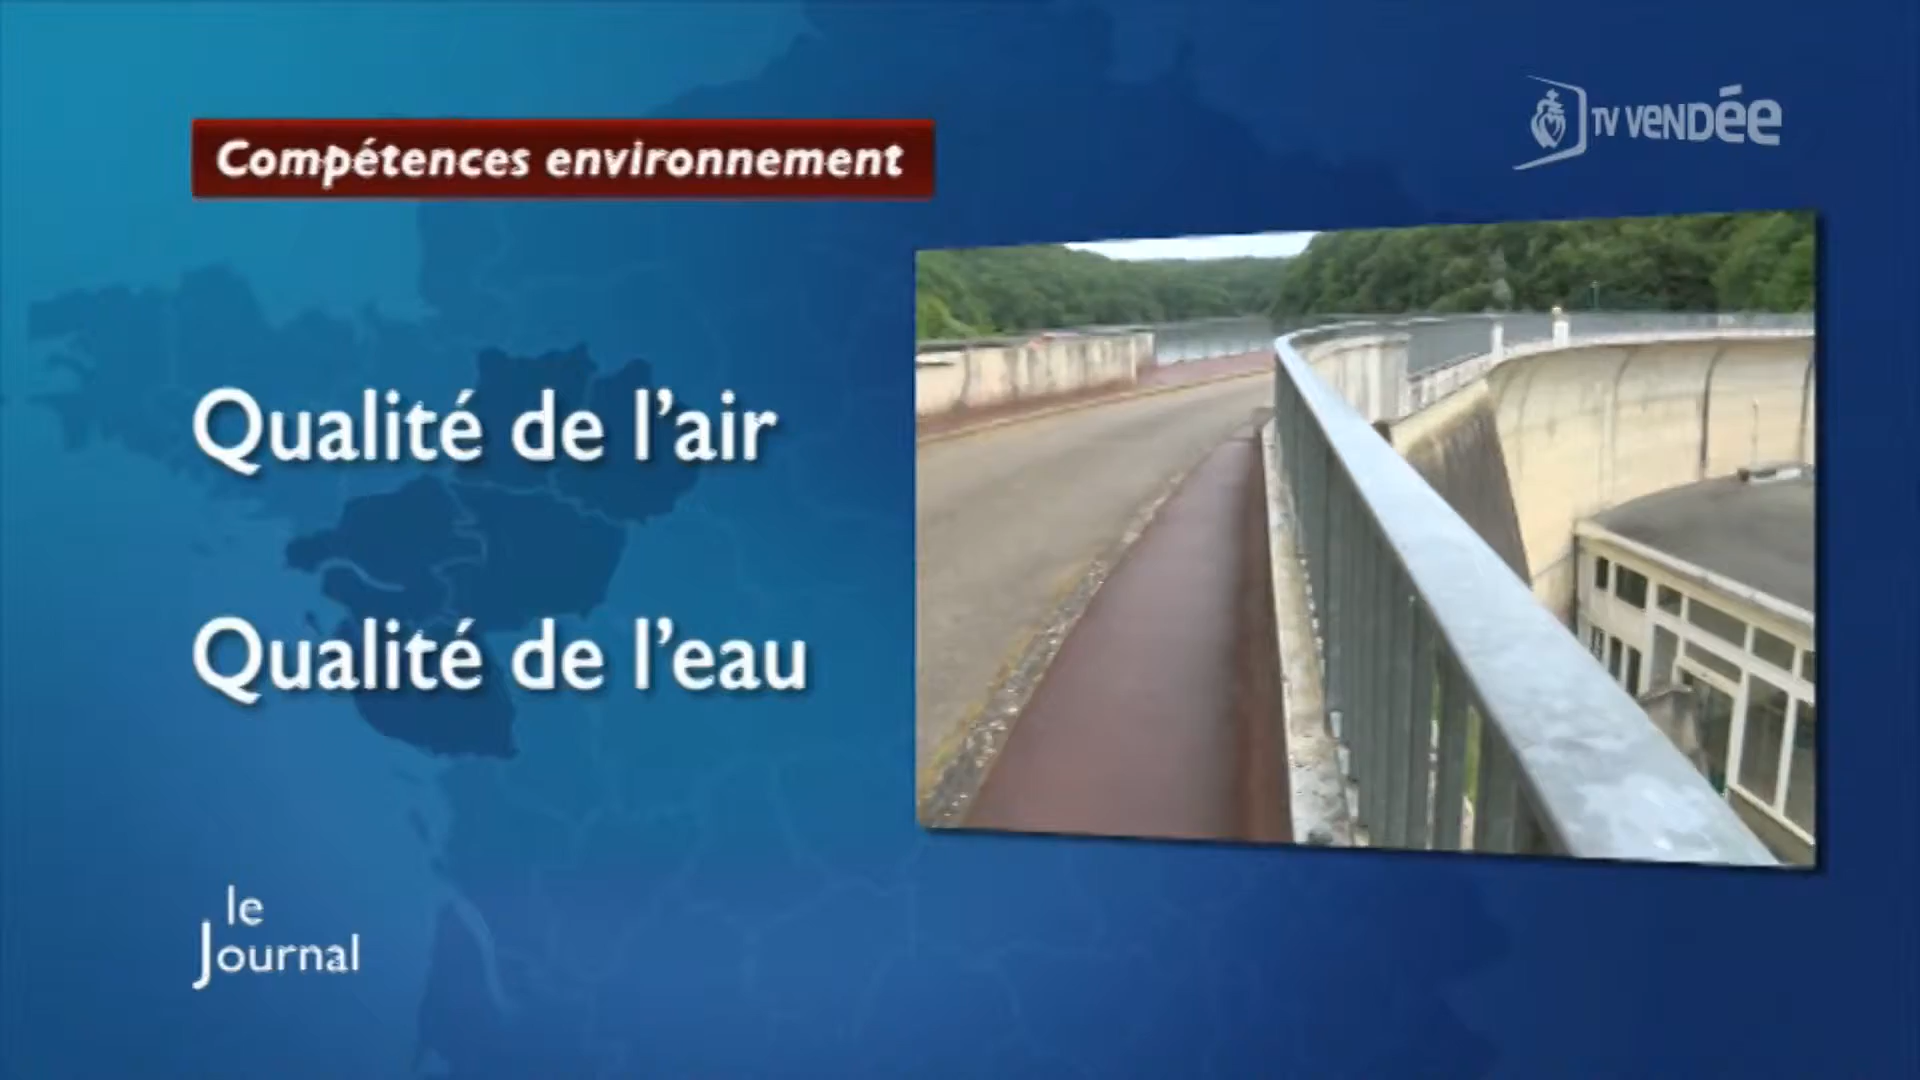 Compétences environnement
TV VENDÉE
Qualité de l'air
Qualité de l'eau
le
Journal